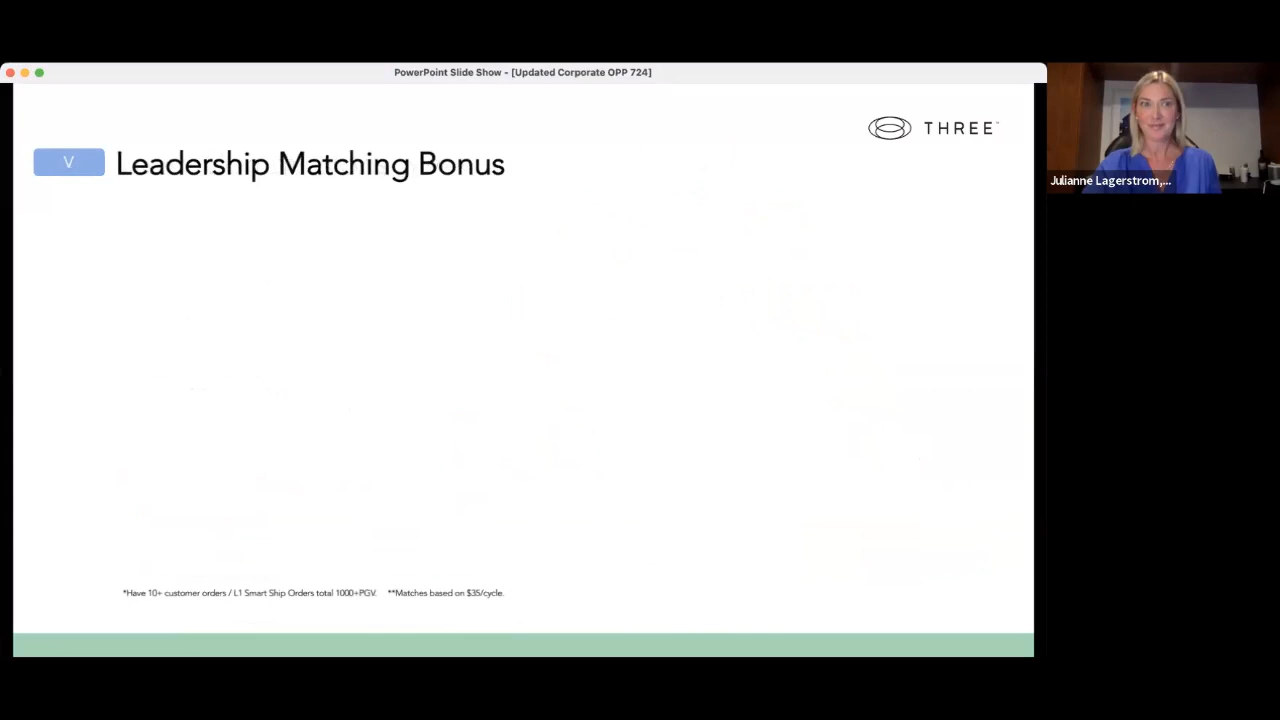 PowerPoint Slide Show - [Updated Corporate OPP 724]
THREE™
V
Leadership Matching Bonus
Julianne Lagerstrom,...
*Have 10+ customer orders / L1 Smart Ship Orders total 1000+PGV. **Matches based on $35/cycle.